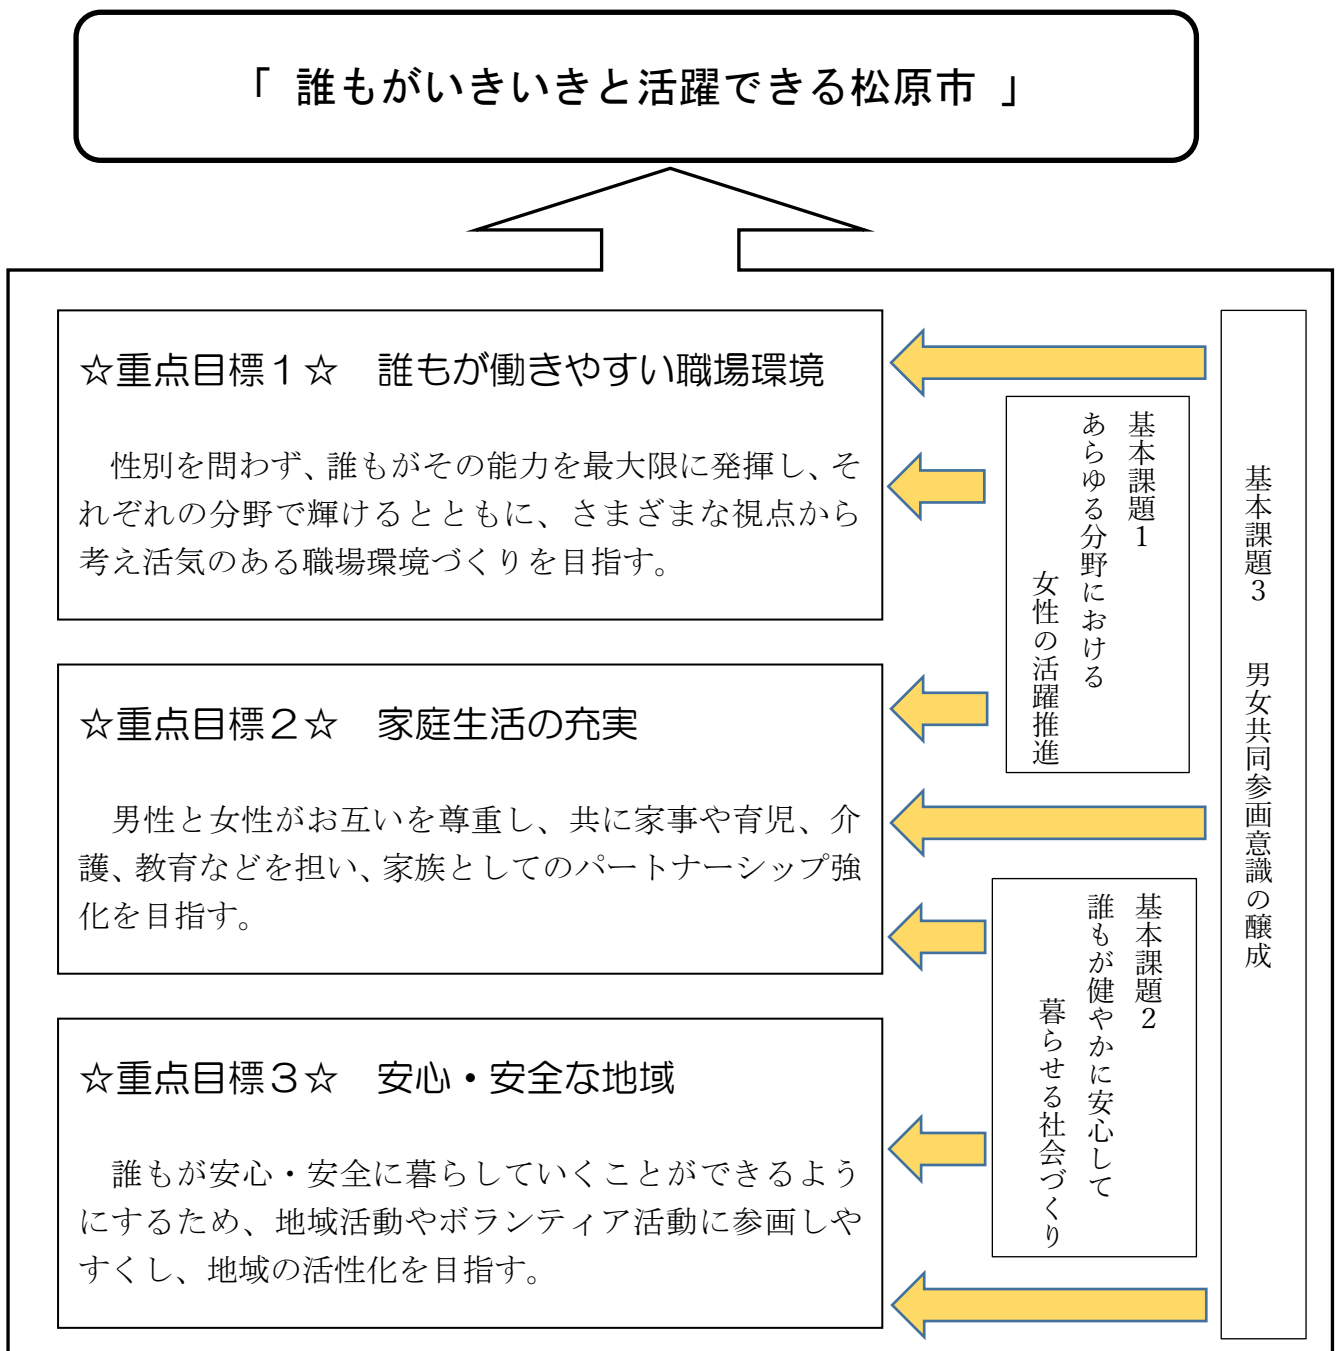 「 誰もがいきいきと活躍できる松原市 」
☆重点目標１☆　誰もが働きやすい職場環境
性別を問わず、誰もがその能力を最大限に発揮し、そ
れぞれの分野で輝けるとともに、さまざまな視点から
考え活気のある職場環境づくりを目指す。
☆重点目標２☆　家庭生活の充実
男性と女性がお互いを尊重し、共に家事や育児、介
護、教育などを担い、家族としてのパートナーシップ強
化を目指す。
☆重点目標３☆　安心・安全な地域
誰もが安心・安全に暮らしていくことができるよう
にするため、地域活動やボランティア活動に参画しや
すくし、地域の活性化を目指す。
基本課題１
あらゆる分野における
女性の活躍推進
基本課題２
誰もが健やかに安心して
暮らせる社会づくり
基本課題３　男女共同参画意識の醸成